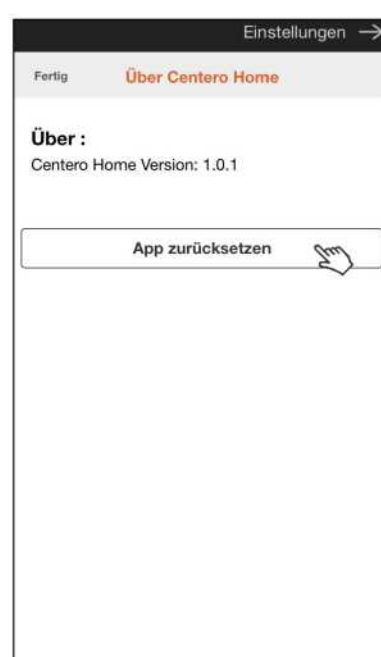 Einstellungen →
Fertig Über Centero Home
Über :
Centero Home Version: 1.0.1
App zurücksetzen